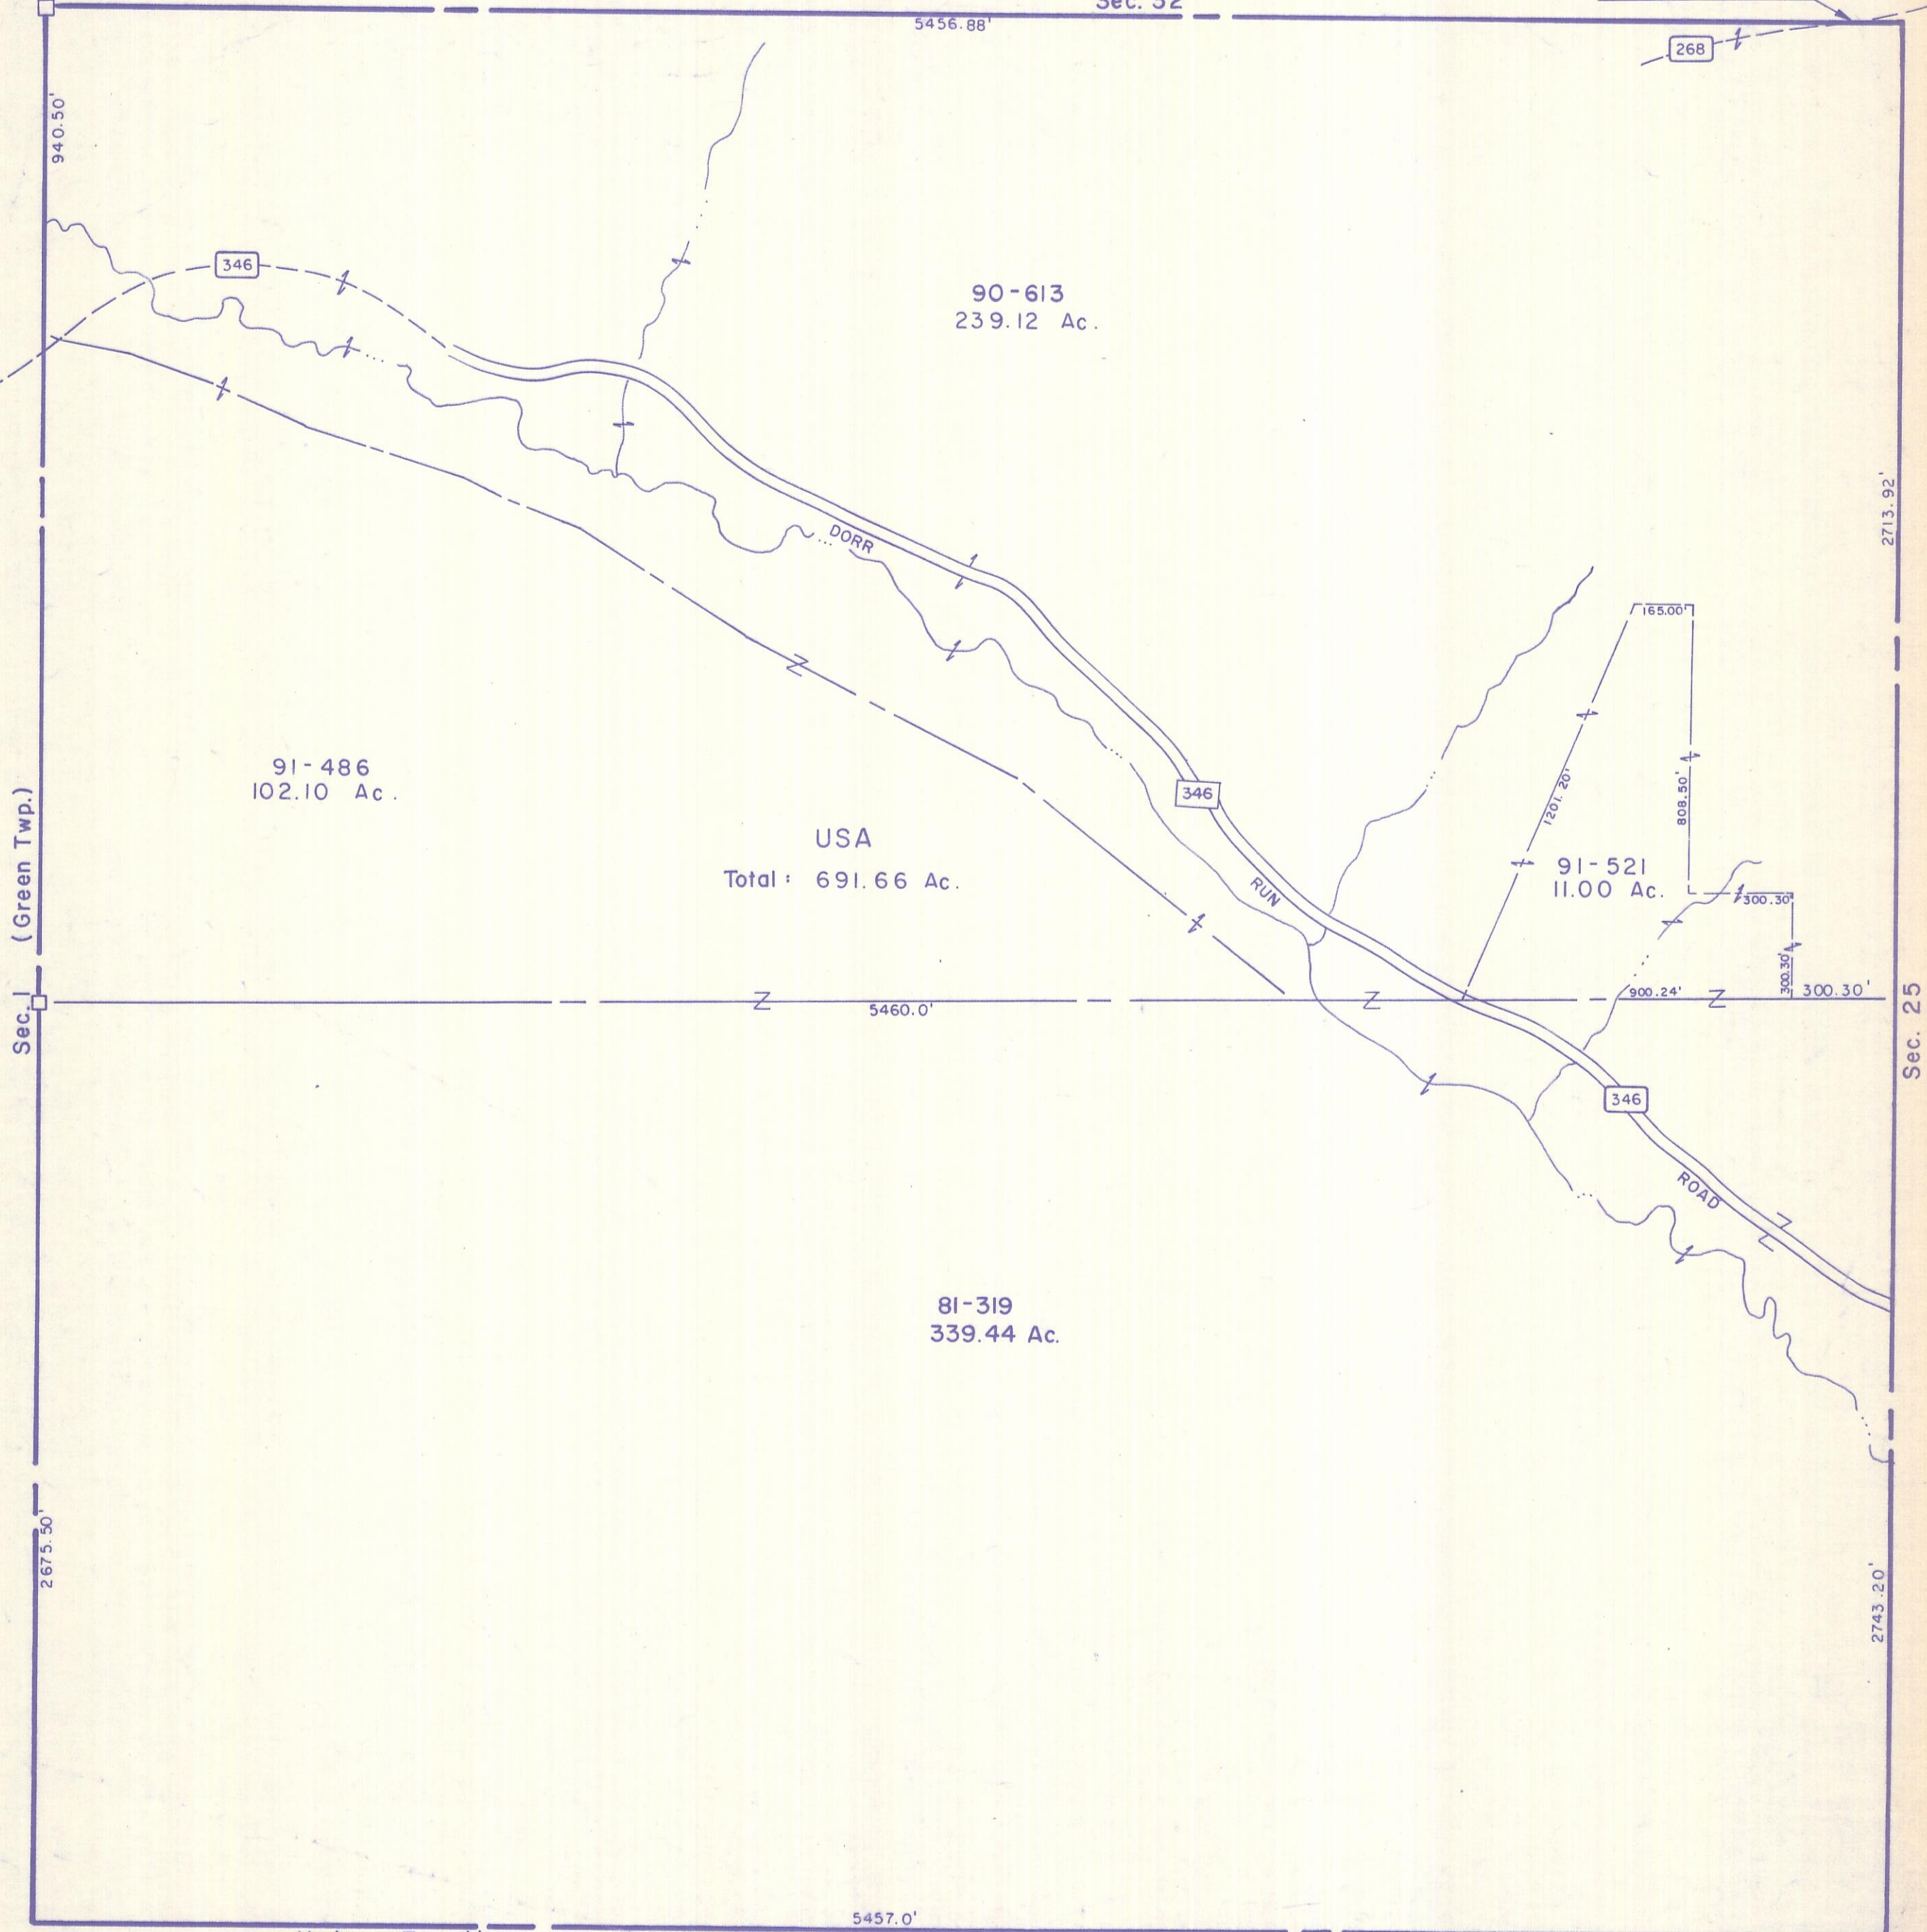 Sec. 32
5456.88'
268
940.50'
346
90-613
239.12 Ac.
2713.92'
DORR
165.00'
91-486
102.10 Ac.
346
1201.20'
808.50'
USA
Total: 691.66 Ac.
91-521
11.00 Ac.
RUN
300.30'
300.30'
Sec. 1 (Green Twp.)
5460.0'
900.24'
300.30'
Sec. 25
346
ROAD
81-319
339.44 Ac.
2675.50'
2743.20'
5457.0'